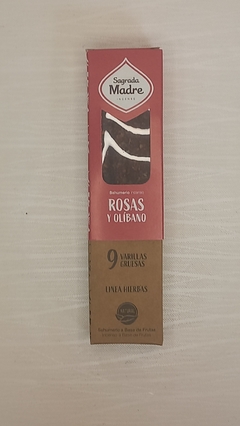 Sagrada
Madre
ROSAS
Y OLÍBANO
9 VARILLAS
GRUESAS
LINEA HIERBAS